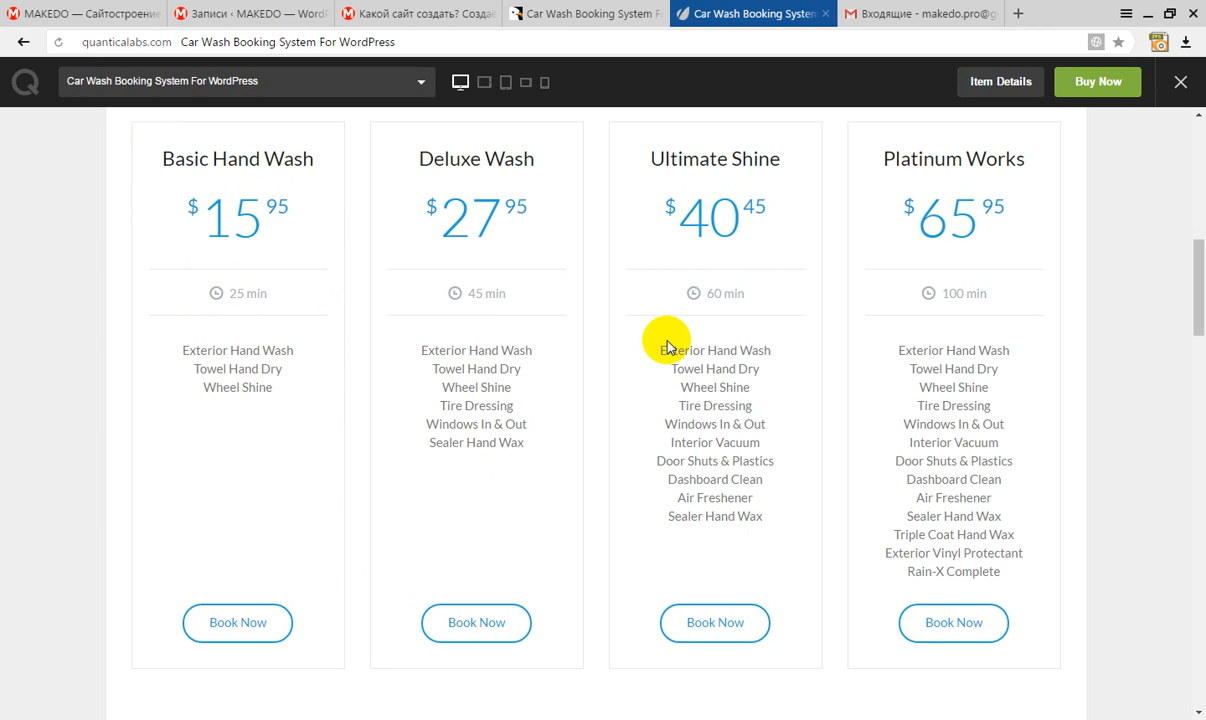 MAKEDO — Сайтостроение
Записи ‹ MAKEDO — Word
Какой сайт создать? Созда
Car Wash Booking System F
Car Wash Booking System
Входящие - makedo.pro@g
quanticalabs.com Car Wash Booking System For WordPress
Car Wash Booking System For WordPress
Item Details
Buy Now
Basic Hand Wash
$15 95
25 min
Exterior Hand Wash
Towel Hand Dry
Wheel Shine
Book Now
Deluxe Wash
$27 95
45 min
Exterior Hand Wash
Towel Hand Dry
Wheel Shine
Tire Dressing
Windows In & Out
Sealer Hand Wax
Book Now
Ultimate Shine
$40 45
60 min
Exterior Hand Wash
Towel Hand Dry
Wheel Shine
Tire Dressing
Windows In & Out
Interior Vacuum
Door Shuts & Plastics
Dashboard Clean
Air Freshener
Sealer Hand Wax
Book Now
Platinum Works
$65 95
100 min
Exterior Hand Wash
Towel Hand Dry
Wheel Shine
Tire Dressing
Windows In & Out
Interior Vacuum
Door Shuts & Plastics
Dashboard Clean
Air Freshener
Sealer Hand Wax
Triple Coat Hand Wax
Exterior Vinyl Protectant
Rain-X Complete
Book Now